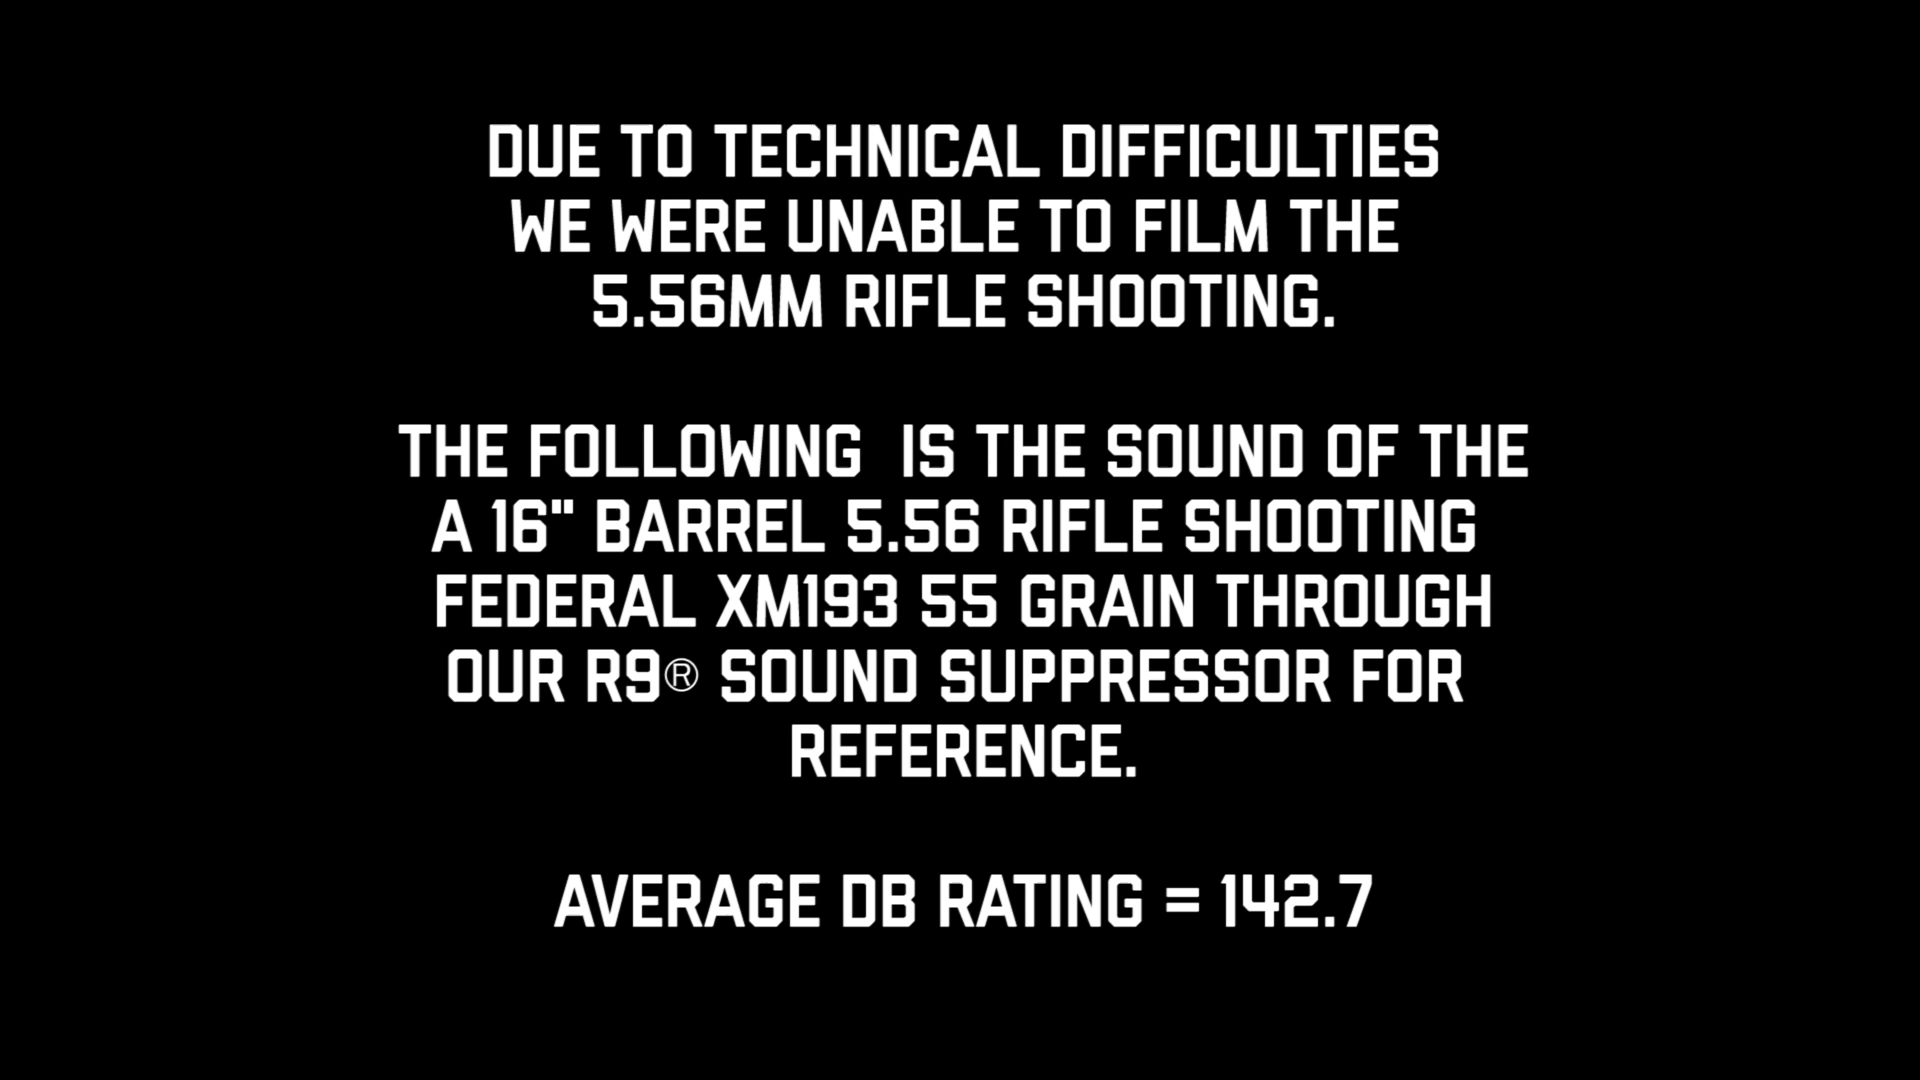 DUE TO TECHNICAL DIFFICULTIES
WE WERE UNABLE TO FILM THE
5.56MM RIFLE SHOOTING.
THE FOLLOWING  IS THE SOUND OF THE
A 16" BARREL 5.56 RIFLE SHOOTING
FEDERAL XM193 55 GRAIN THROUGH
OUR R9® SOUND SUPPRESSOR FOR
REFERENCE.
AVERAGE DB RATING = 142.7